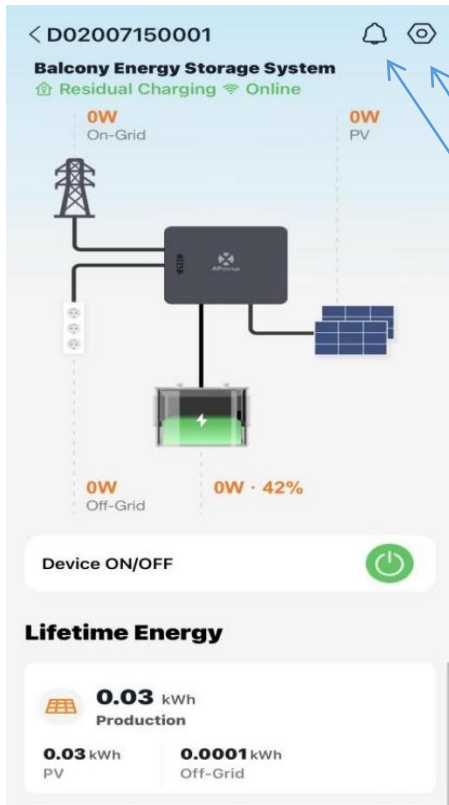 D02007150001
Balcony Energy Storage System
Residual Charging Online
0W 0W
On-Grid PV
APstorage
0W 0W · 42%
Off-Grid
Device ON/OFF
Lifetime Energy
0.03 kWh
Production
0.03 kWh 0.0001 kWh
PV Off-Grid